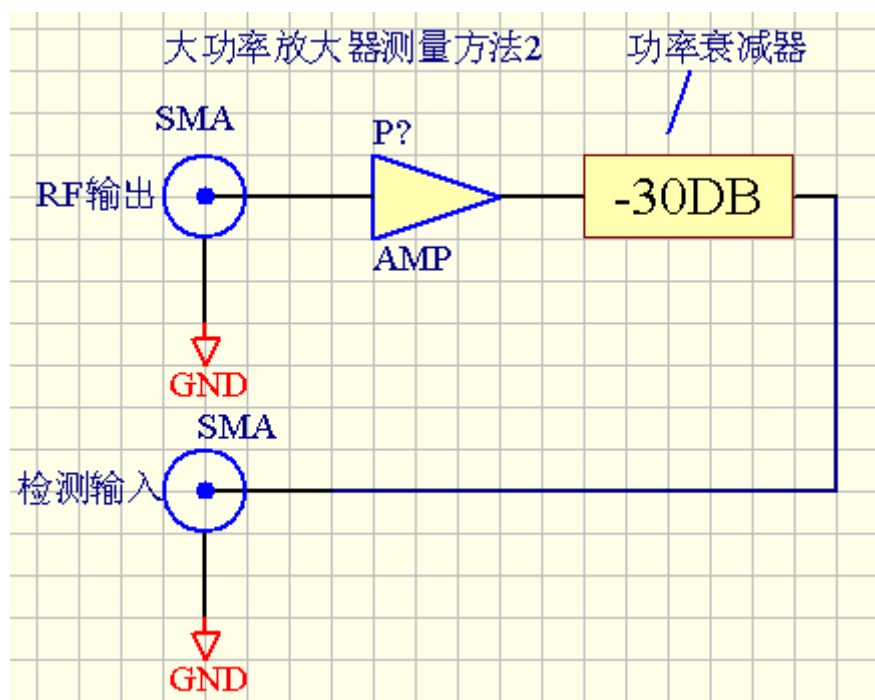 大功率放大器测量方法2
功率衰减器
SMA
P?
RF输出
-30DB
AMP
GND
SMA
检测输入
GND